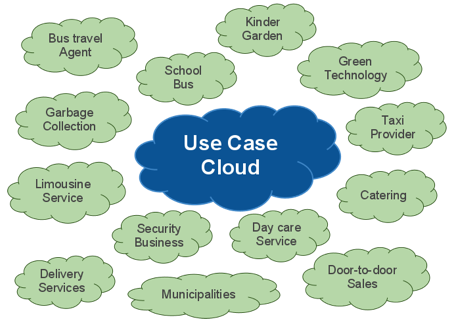 Kinder
Garden
Bus travel
Agent
School
Bus
Green
Technology
Garbage
Collection
Taxi
Provider
Use Case
Cloud
Limousine
Service
Catering
Security
Business
Day care
Service
Delivery
Services
Municipalities
Door-to-door
Sales